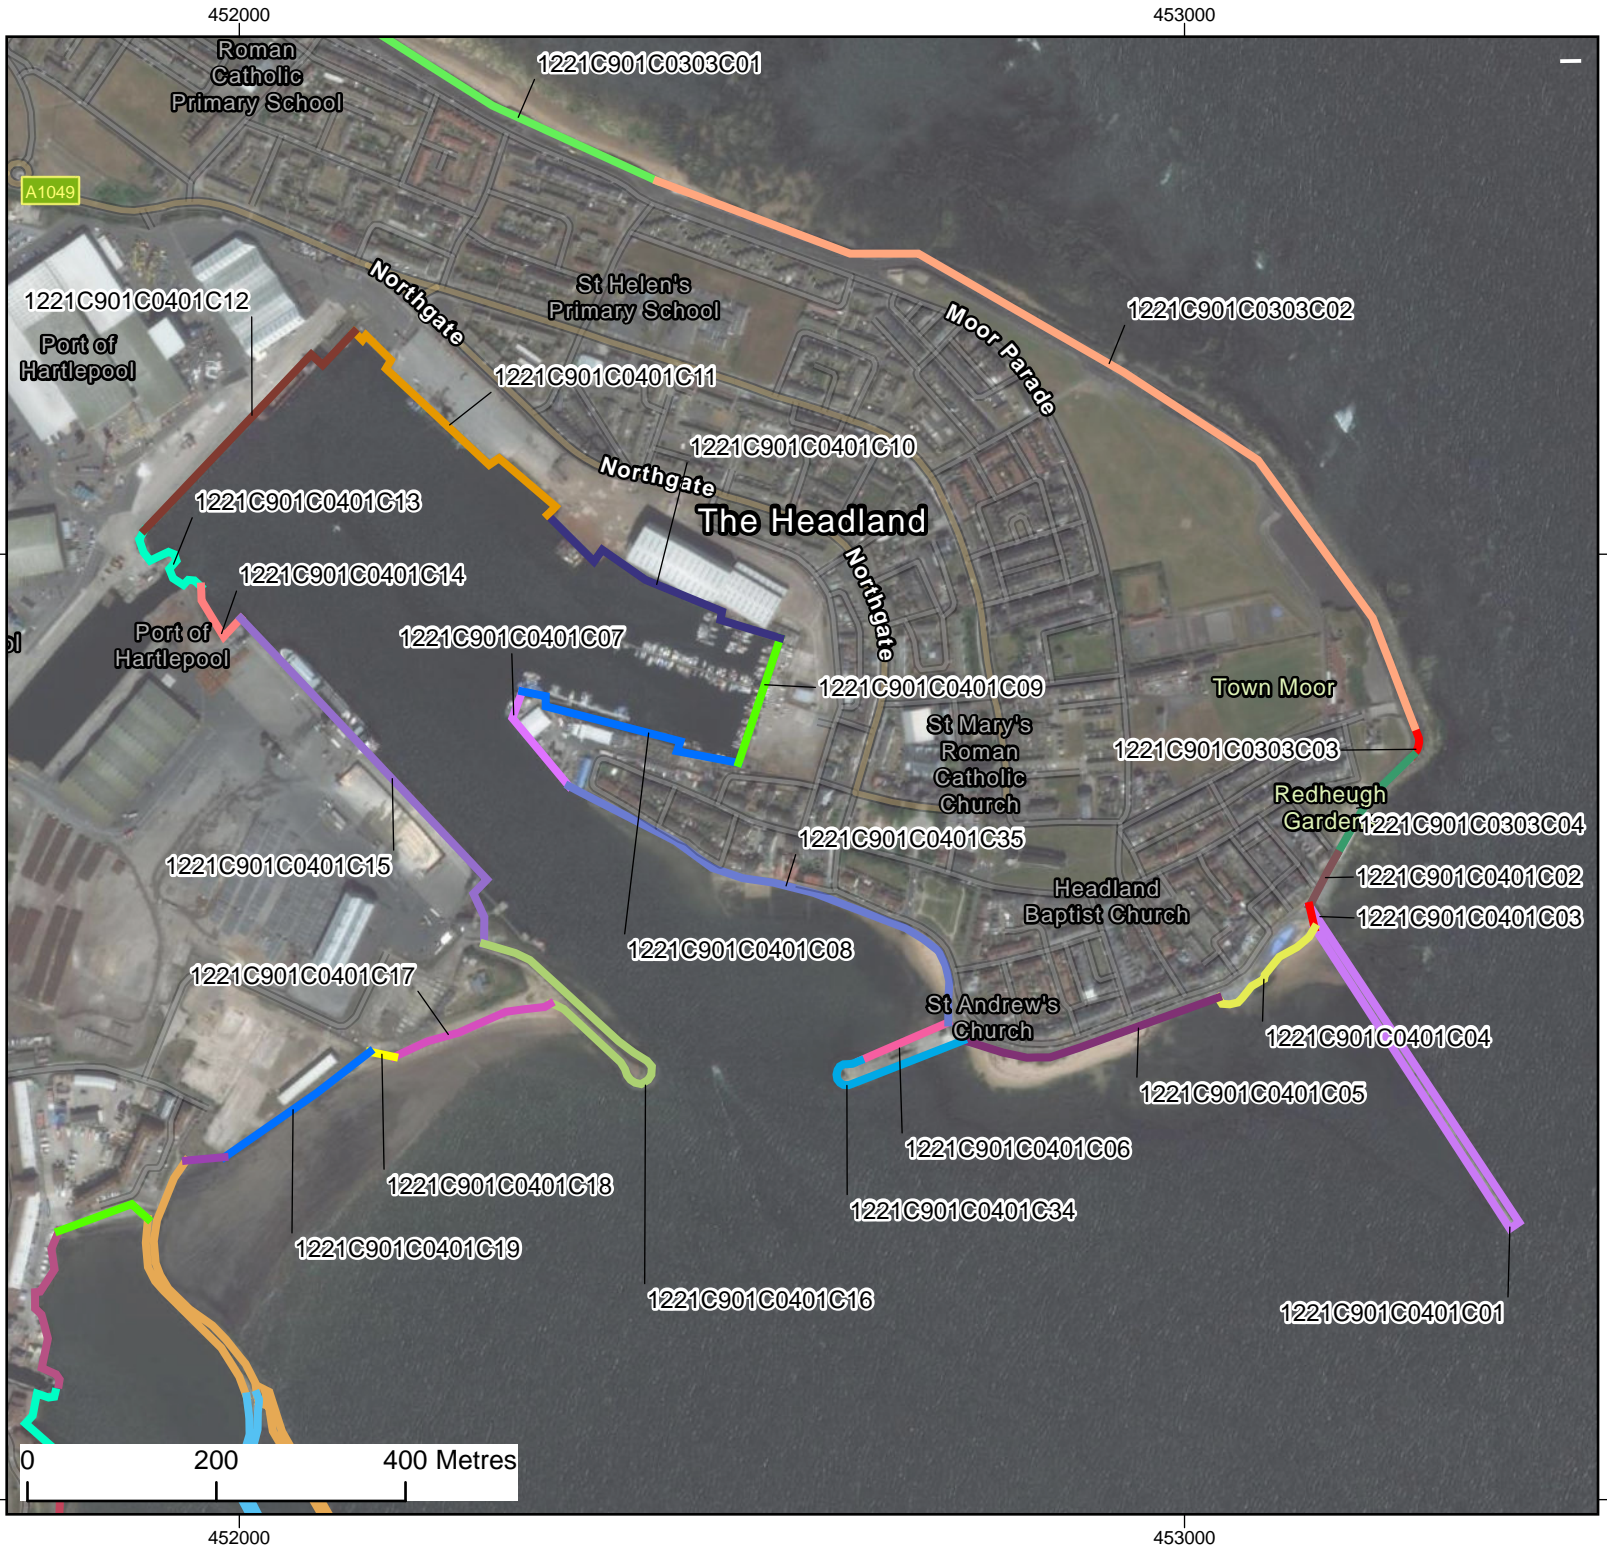 452000
453000
Roman
Catholic
Primary School
1221C901C0303C01
A1049
Northgate
St Helen's
Primary School
1221C901C0401C12
Port of
Hartlepool
Moor Parade
1221C901C0303C02
1221C901C0401C11
1221C901C0401C10
Northgate
1221C901C0401C13
The Headland
1221C901C0401C14
Northgate
Port of
Hartlepool
ol
1221C901C0401C07
1221C901C0401C09
Town Moor
St Mary's
Roman
Catholic
Church
1221C901C0303C03
Redheugh
Garden
1221C901C0303C04
1221C901C0401C35
1221C901C0401C15
1221C901C0401C02
Headland
Baptist Church
1221C901C0401C03
1221C901C0401C08
1221C901C0401C17
St Andrew's
Church
1221C901C0401C04
1221C901C0401C05
1221C901C0401C06
1221C901C0401C18
1221C901C0401C34
1221C901C0401C19
1221C901C0401C16
1221C901C0401C01
0 200 400 Metres
452000
453000